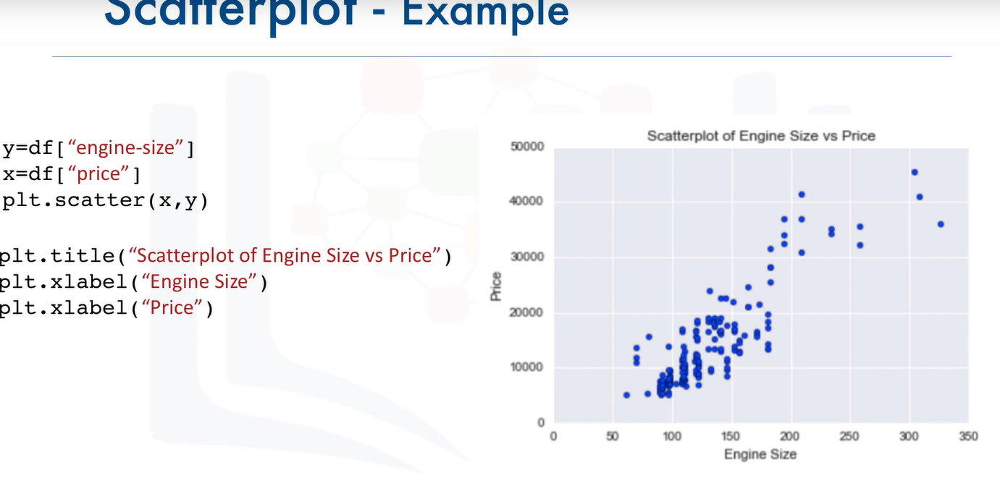 Scatterplot - Example
y=df[“engine-size”]
x=df[“price”]
plt.scatter(x,y)
plt.title(“Scatterplot of Engine Size vs Price”)
plt.xlabel(“Engine Size”)
plt.xlabel(“Price”)
Scatterplot of Engine Size vs Price
50000
40000
30000
20000
10000
0
Price
0 50 100 150 200 250 300 350
Engine Size